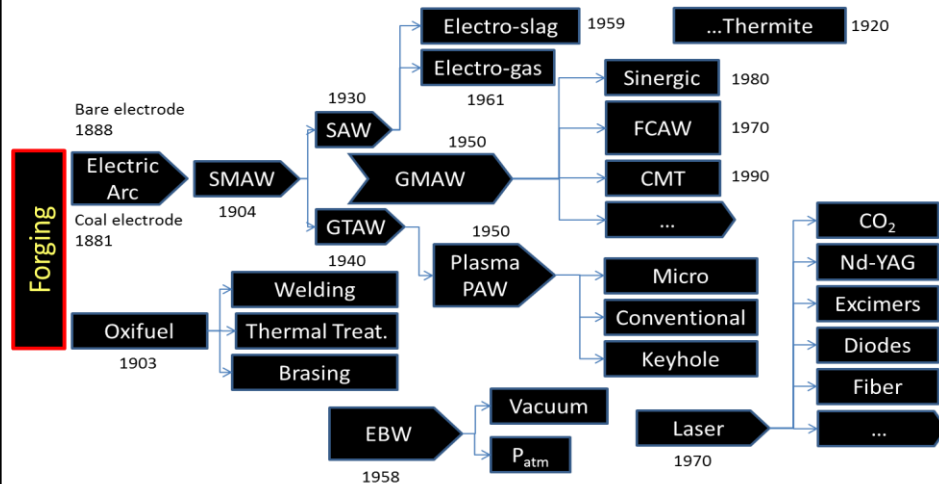 Electro-slag
1959
...Thermite
1920
Electro-gas
1961
Sinergic
1980
Bare electrode
1888
1930
SAW
1950
FCAW
1970
Forging
Electric
Arc
SMAW
1904
GMAW
CMT
1990
Coal electrode
1881
GTAW
1940
1950
...
CO2
Plasma
PAW
Micro
Nd-YAG
Welding
Oxifuel
1903
Thermal Treat.
Conventional
Excimers
Brasing
Keyhole
Diodes
Fiber
EBW
1958
Vacuum
Patm
Laser
1970
...